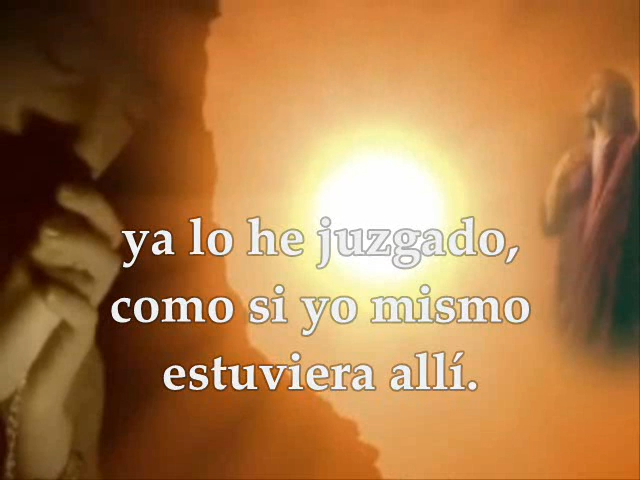 ya lo he juzgado,
como si yo mismo
estuviera allí.